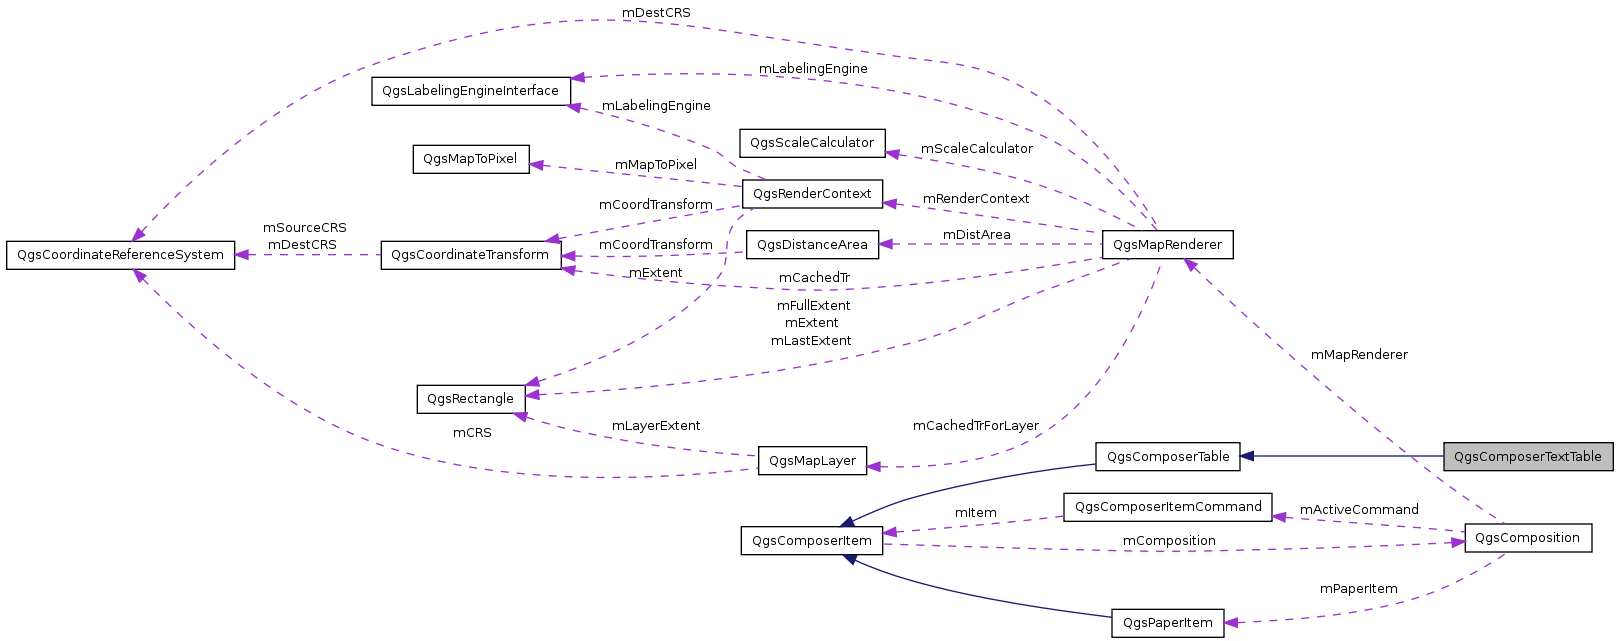 mDestCRS
mLabelingEngine
QgsLabelingEngineInterface
mLabelingEngine
QgsScaleCalculator
mScaleCalculator
QgsMapToPixel
mMapToPixel
QgsRenderContext
mRenderContext
mCoordTransform
mSourceCRS
mDestCRS
mDistArea
QgsCoordinateReferenceSystem
QgsCoordinateTransform
mCoordTransform
QgsDistanceArea
QgsMapRenderer
mExtent
mCachedTr
mFullExtent
mExtent
mLastExtent
mMapRenderer
QgsRectangle
mCRS
mLayerExtent
mCachedTrForLayer
QgsMapLayer
QgsComposerTable
QgsComposerTextTable
mItem
QgsComposerItemCommand
mActiveCommand
QgsComposerItem
mComposition
QgsComposition
mPaperItem
QgsPaperItem